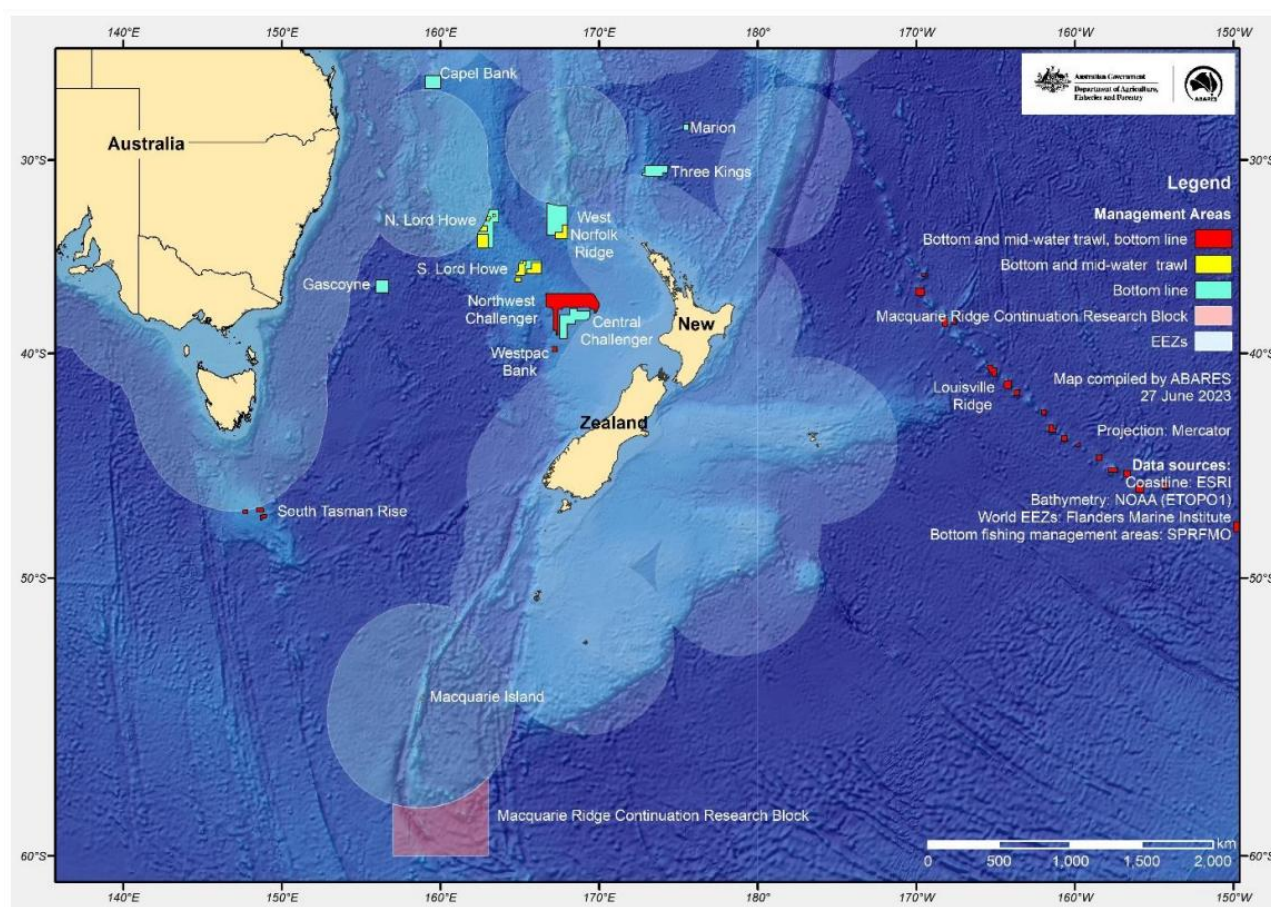 140°E 150°E 160°E 170°E 180° 170°W 160°W 150°W
Capel Bank
Australian Government
Department of Agriculture,
Fisheries and Forestry
ABARES
Australia
Marion
30°S
30°S
Three Kings
Legend
N. Lord Howe
West
Norfolk
Ridge
Management Areas
Bottom and mid-water trawl, bottom line
S. Lord Howe
Bottom and mid-water trawl
Gascoyne
Bottom line
Northwest
Challenger
Macquarie Ridge Continuation Research Block
New
Central
Challenger
EEZs
40°S
Westpac
Bank
40°S
Map compiled by ABARES
27 June 2023
Louisville
Ridge
Zealand
Projection: Mercator
Data sources:
Coastline: ESRI
Bathymetry: NOAA (ETOPO1)
World EEZs: Flanders Marine Institute
Bottom fishing management areas: SPRFMO
South Tasman Rise
50°S
50°S
Macquarie Island
Macquarie Ridge Continuation Research Block
km
0 500 1,000 1,500 2,000
60°S
60°S
140°E 150°E 160°E 170°E 180° 170°W 160°W 150°W